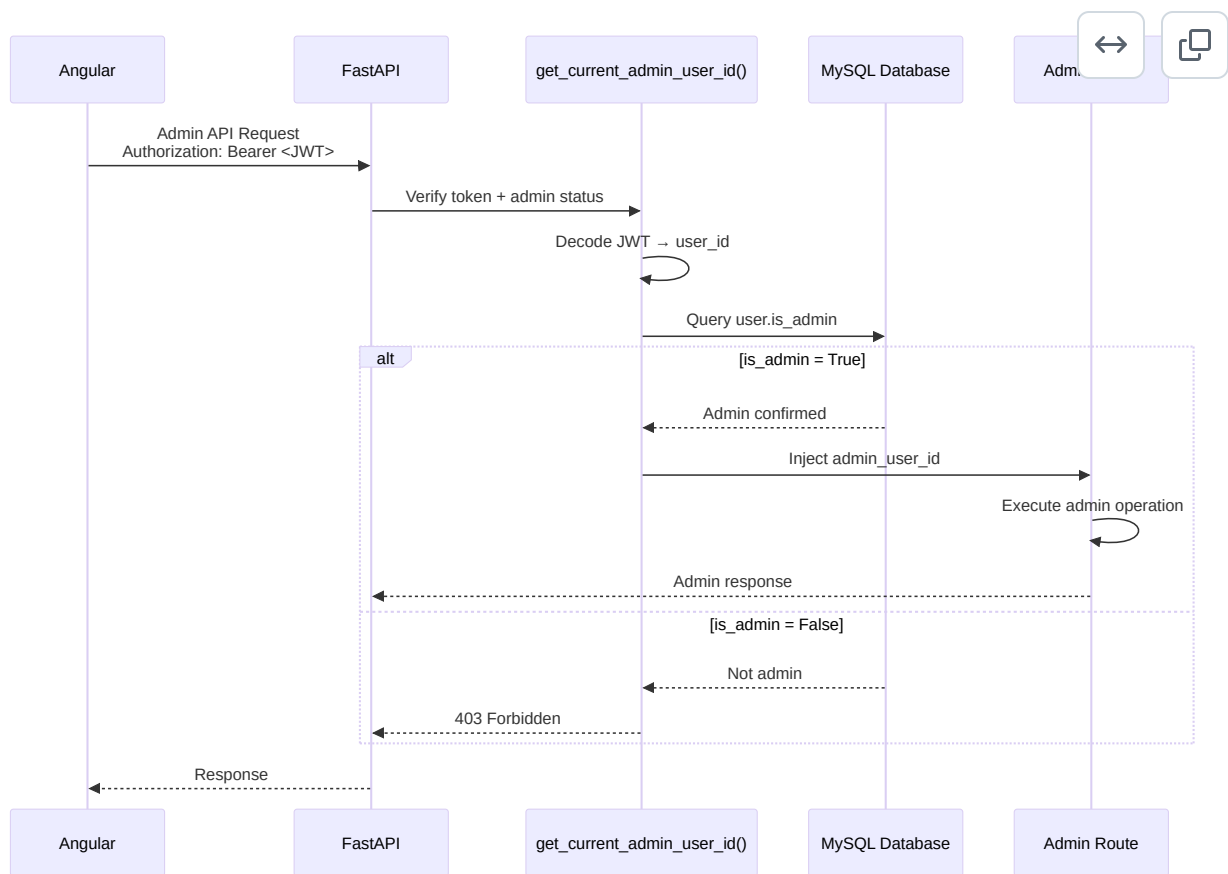 Angular
FastAPI
get_current_admin_user_id()
MySQL Database
Admin API Request
Authorization: Bearer <JWT>
Verify token + admin status
Decode JWT → user_id
Query user.is_admin
alt
[is_admin = True]
Admin confirmed
Inject admin_user_id
Execute admin operation
Admin response
[is_admin = False]
Not admin
403 Forbidden
Response
Angular
FastAPI
get_current_admin_user_id()
MySQL Database
Admin Route